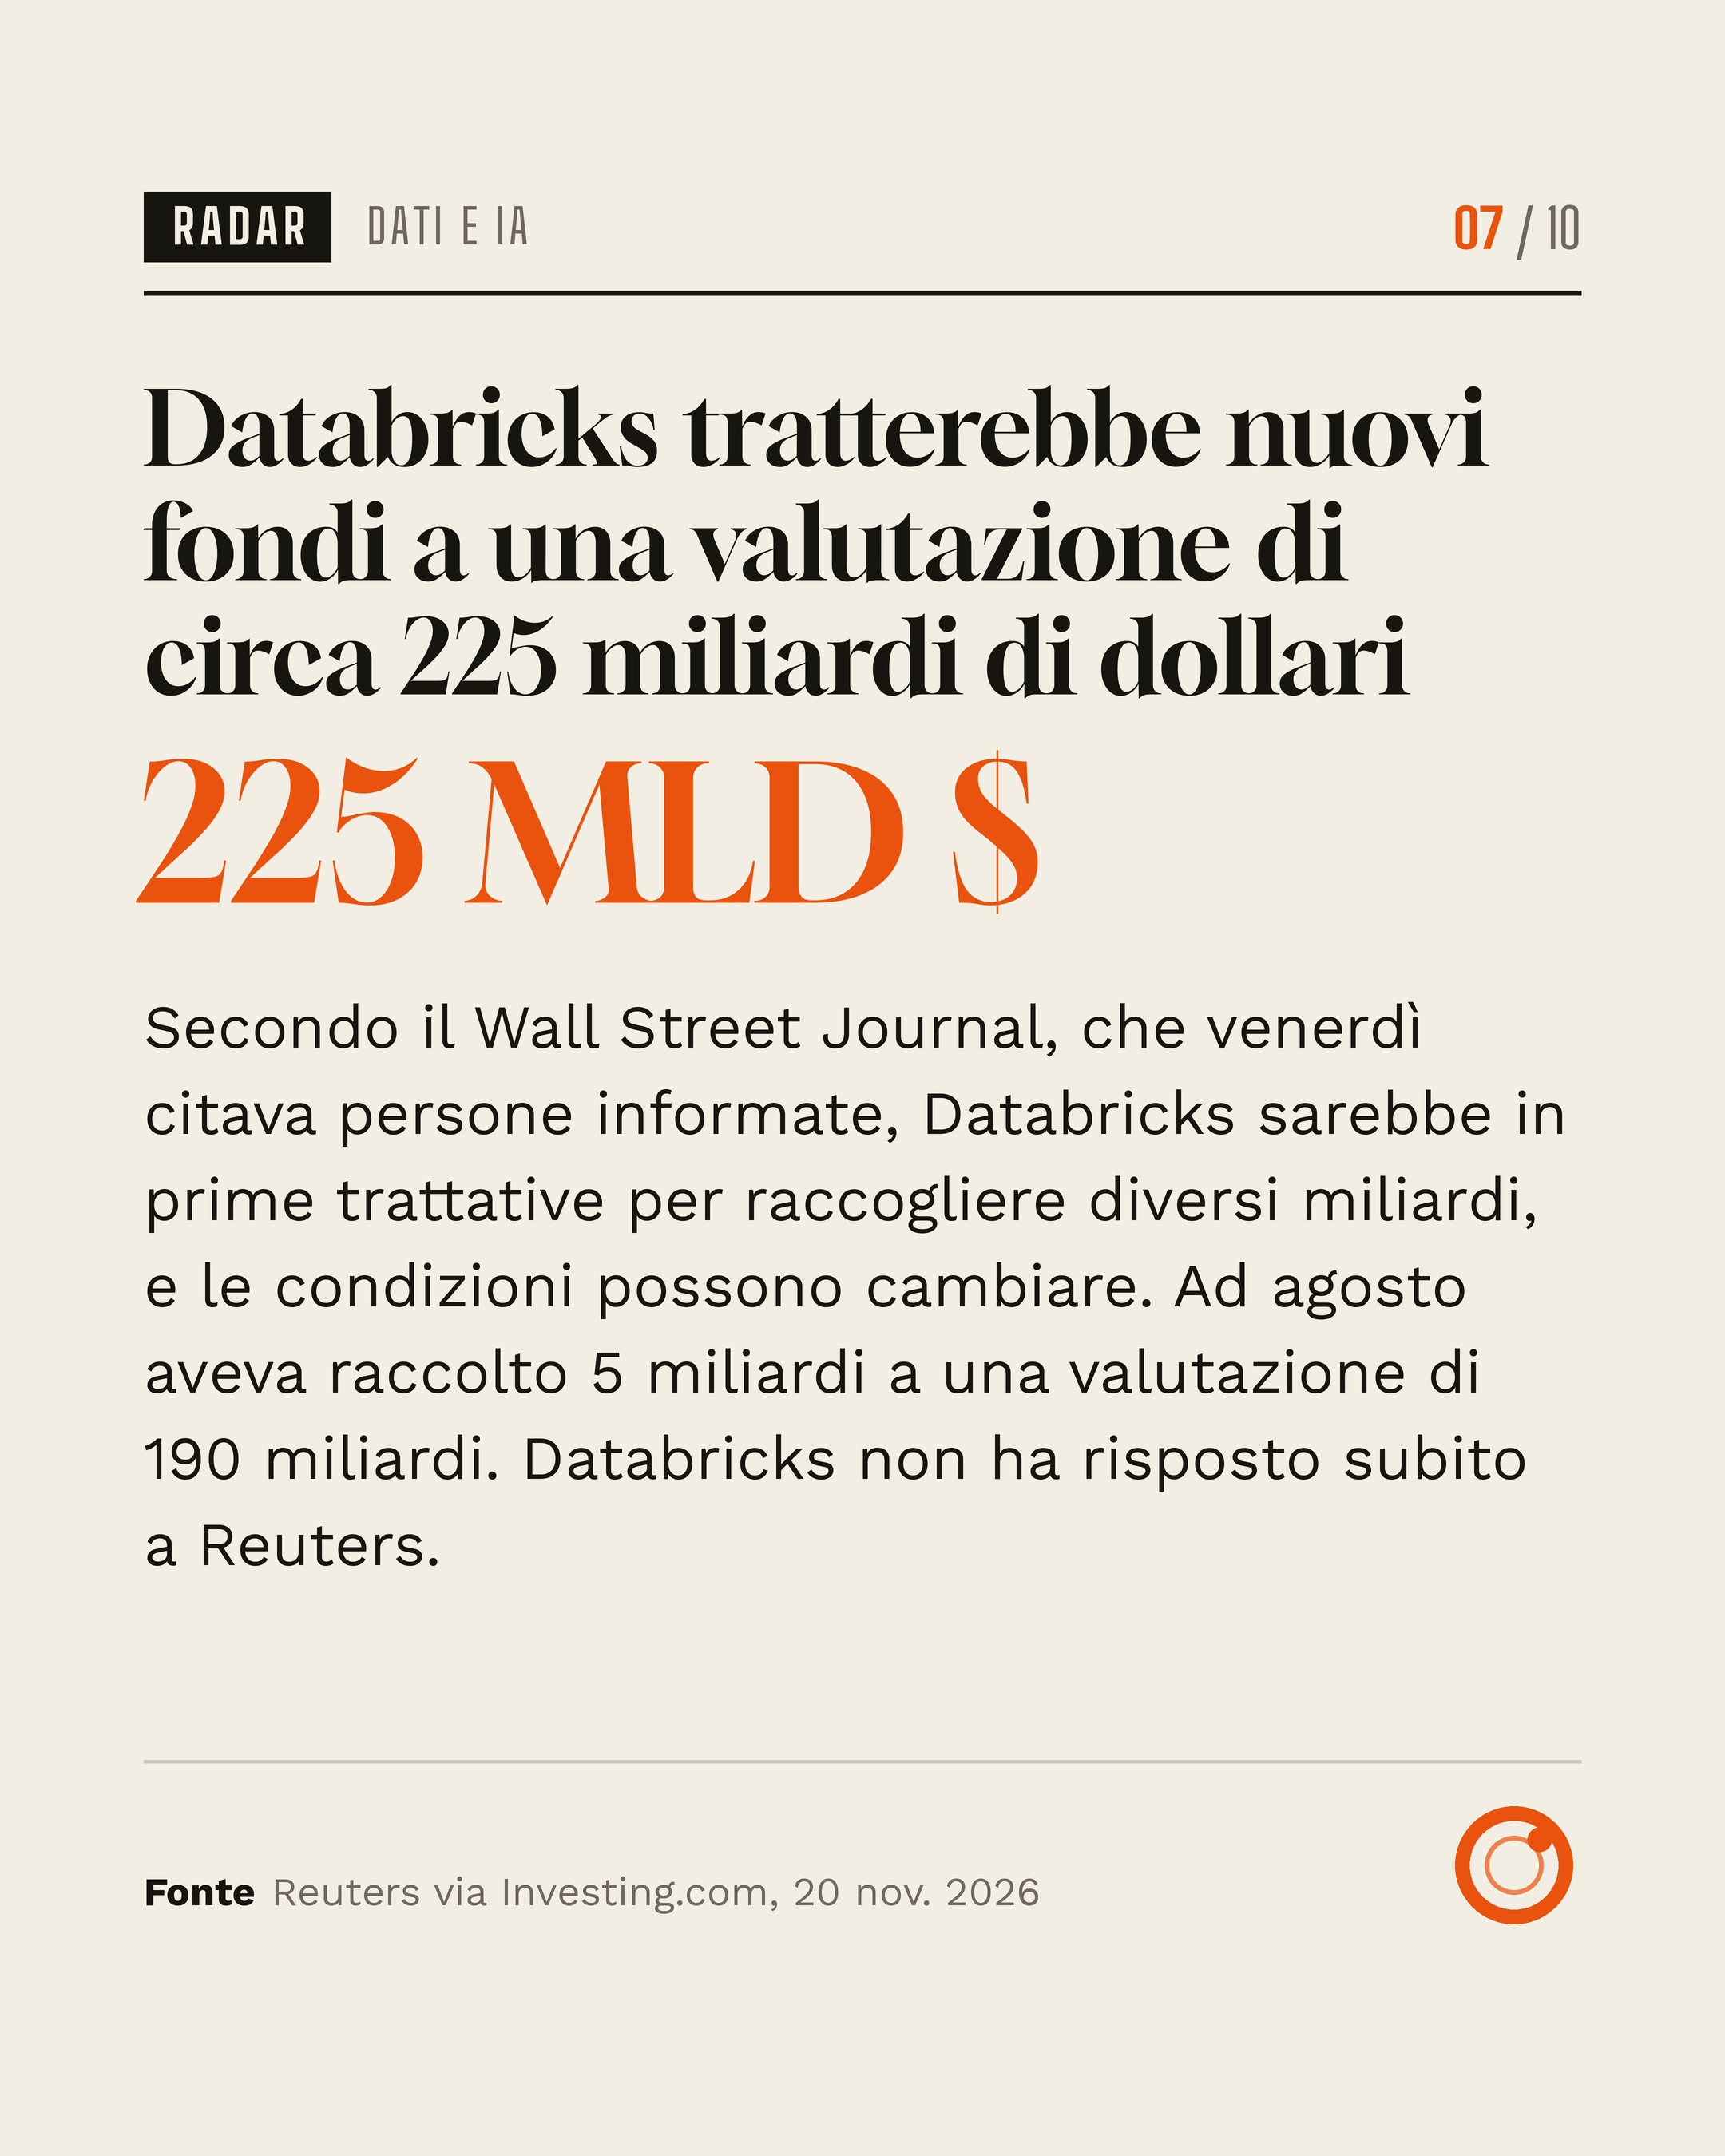 RADAR DATI E IA 07 / 10
Databricks tratterebbe nuovi
fondi a una valutazione di
circa 225 miliardi di dollari
225 MLD $
Secondo il Wall Street Journal, che venerdì
citava persone informate, Databricks sarebbe in
prime trattative per raccogliere diversi miliardi,
e le condizioni possono cambiare. Ad agosto
aveva raccolto 5 miliardi a una valutazione di
190 miliardi. Databricks non ha risposto subito
a Reuters.
Fonte Reuters via Investing.com, 20 nov. 2026